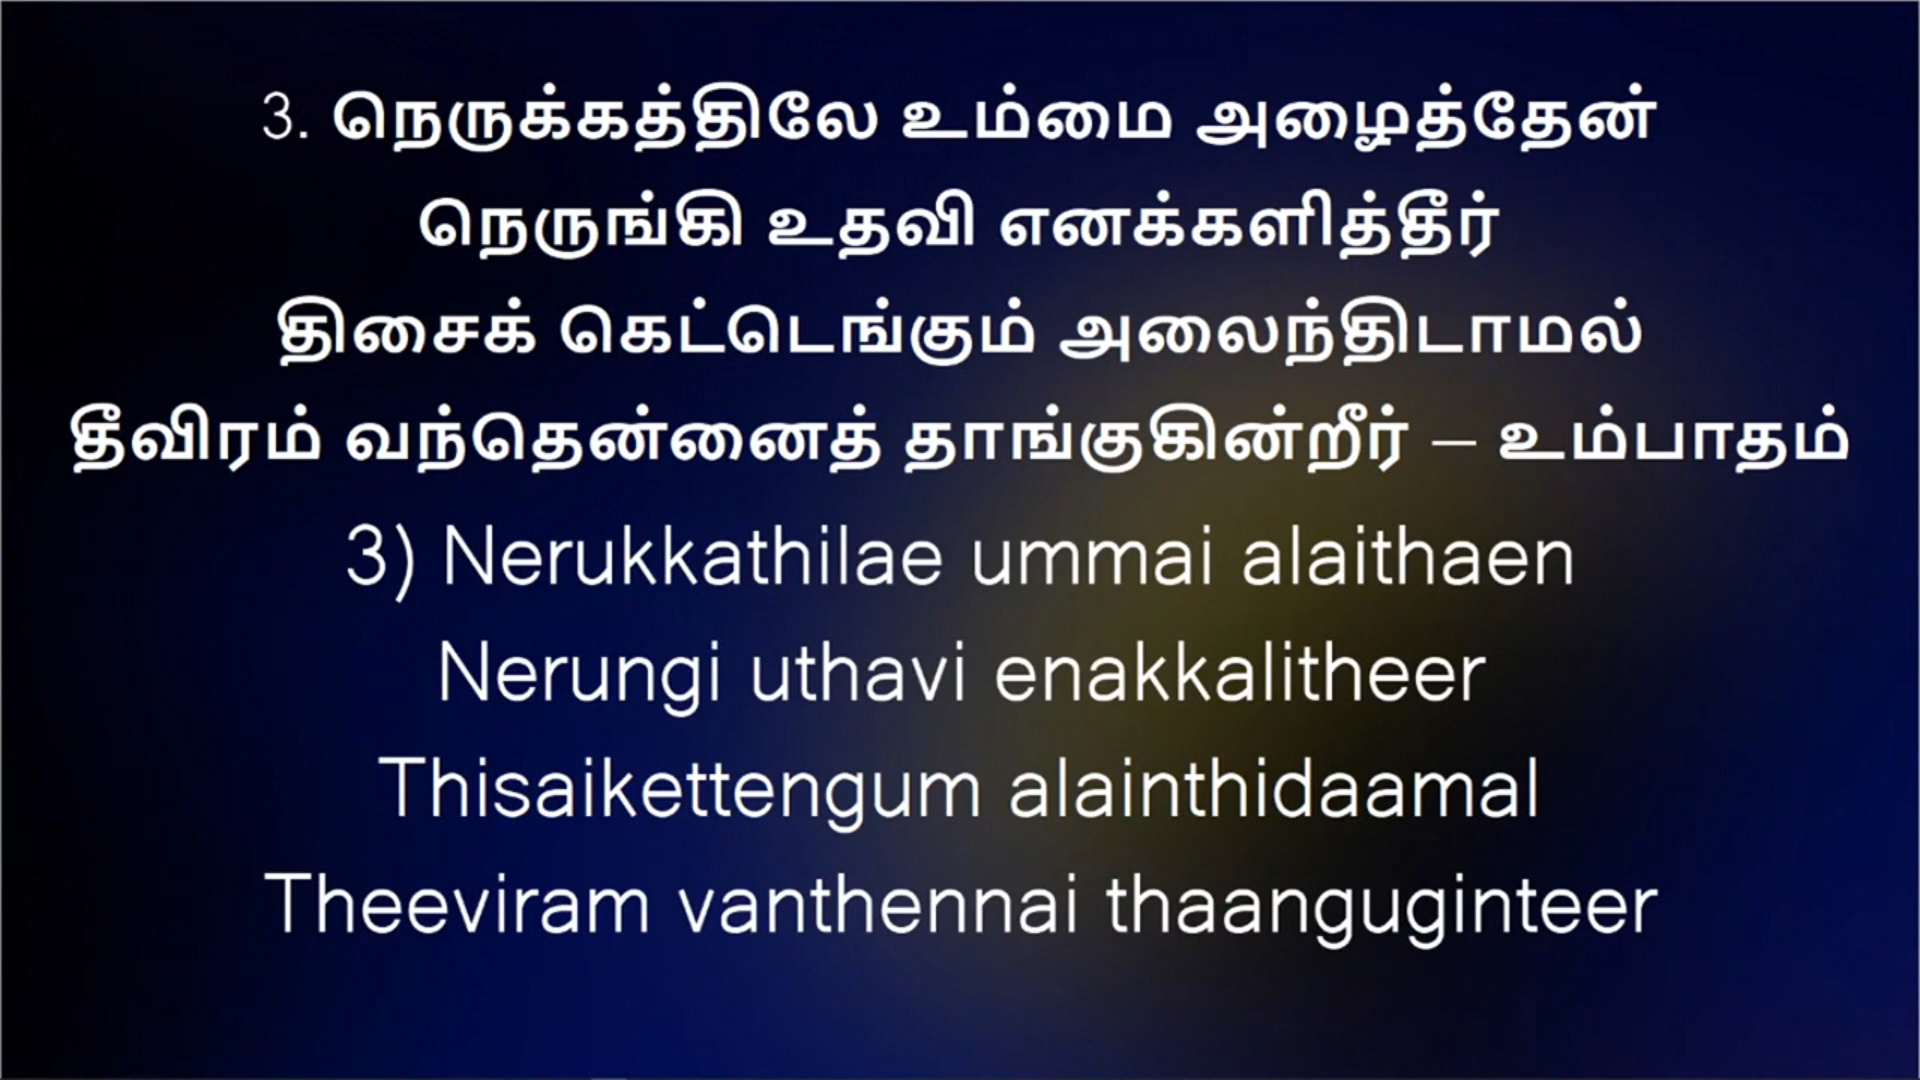 3. நெருக்கத்திலே உம்மை அழைத்தேன்
நெருங்கி உதவி எனக்களித்தீர்
திசைக் கெட்டெங்கும் அலைந்திடாமல்
தீவிரம் வந்தென்னைத் தாங்குகின்றீர் – உம்பாதம்
3) Nerukkathilae ummai alaithaen
Nerungi uthavi enakkalitheer
Thisaikettengum alainthidaamal
Theeviram vanthennai thaanguginteer